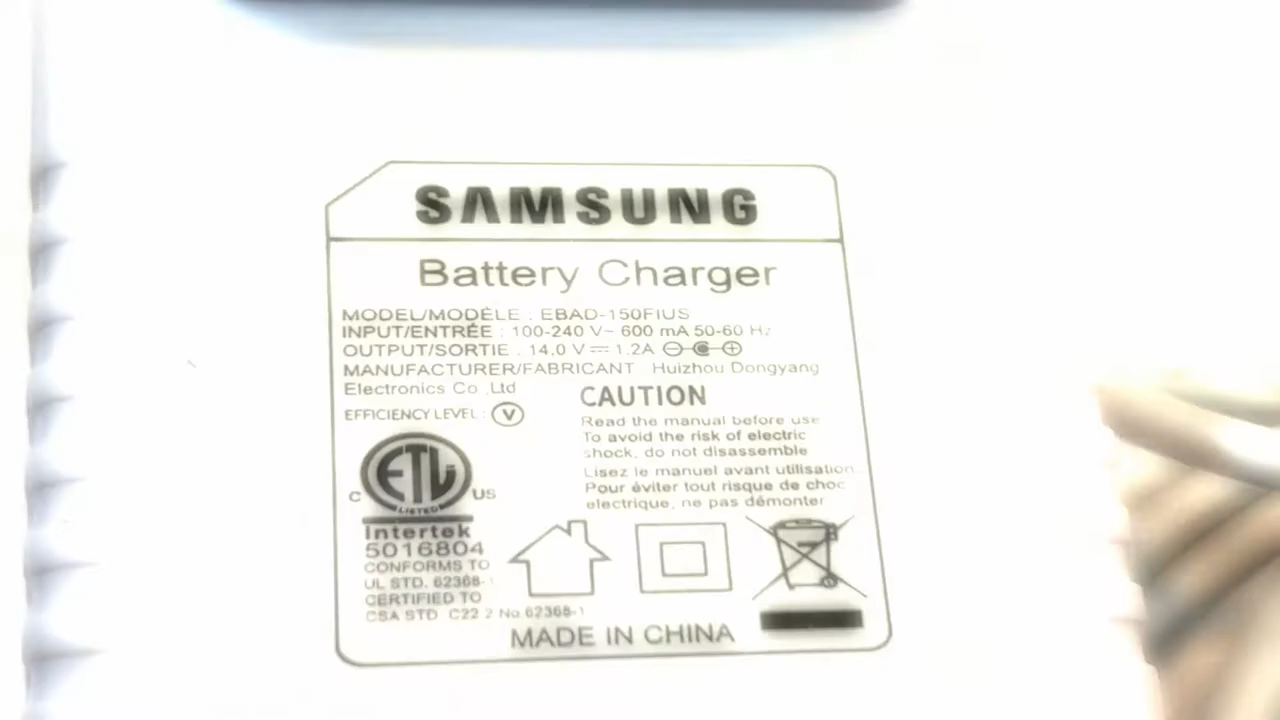 SAMSUNG
Battery Charger
MODEL/MODÈLE : EBAD-150FIUS
INPUT/ENTRÉE : 100-240 V~ 600 mA 50-60 Hz
OUTPUT/SORTIE : 14.0 V 1.2A
MANUFACTURER/FABRICANT Huizhou Dongyang
Electronics Co.,Ltd
EFFICIENCY LEVEL : V
CAUTION
Read the manual before use
To avoid the risk of electric
shock, do not disassemble
Lisez le manuel avant utilisation
Pour éviter tout risque de choc
electrique, ne pas démonter
ETL
C US
LISTED
Intertek
5016804
CONFORMS TO
UL STD. 62368-1
CERTIFIED TO
CSA STD C22.2 No.62368-1
MADE IN CHINA